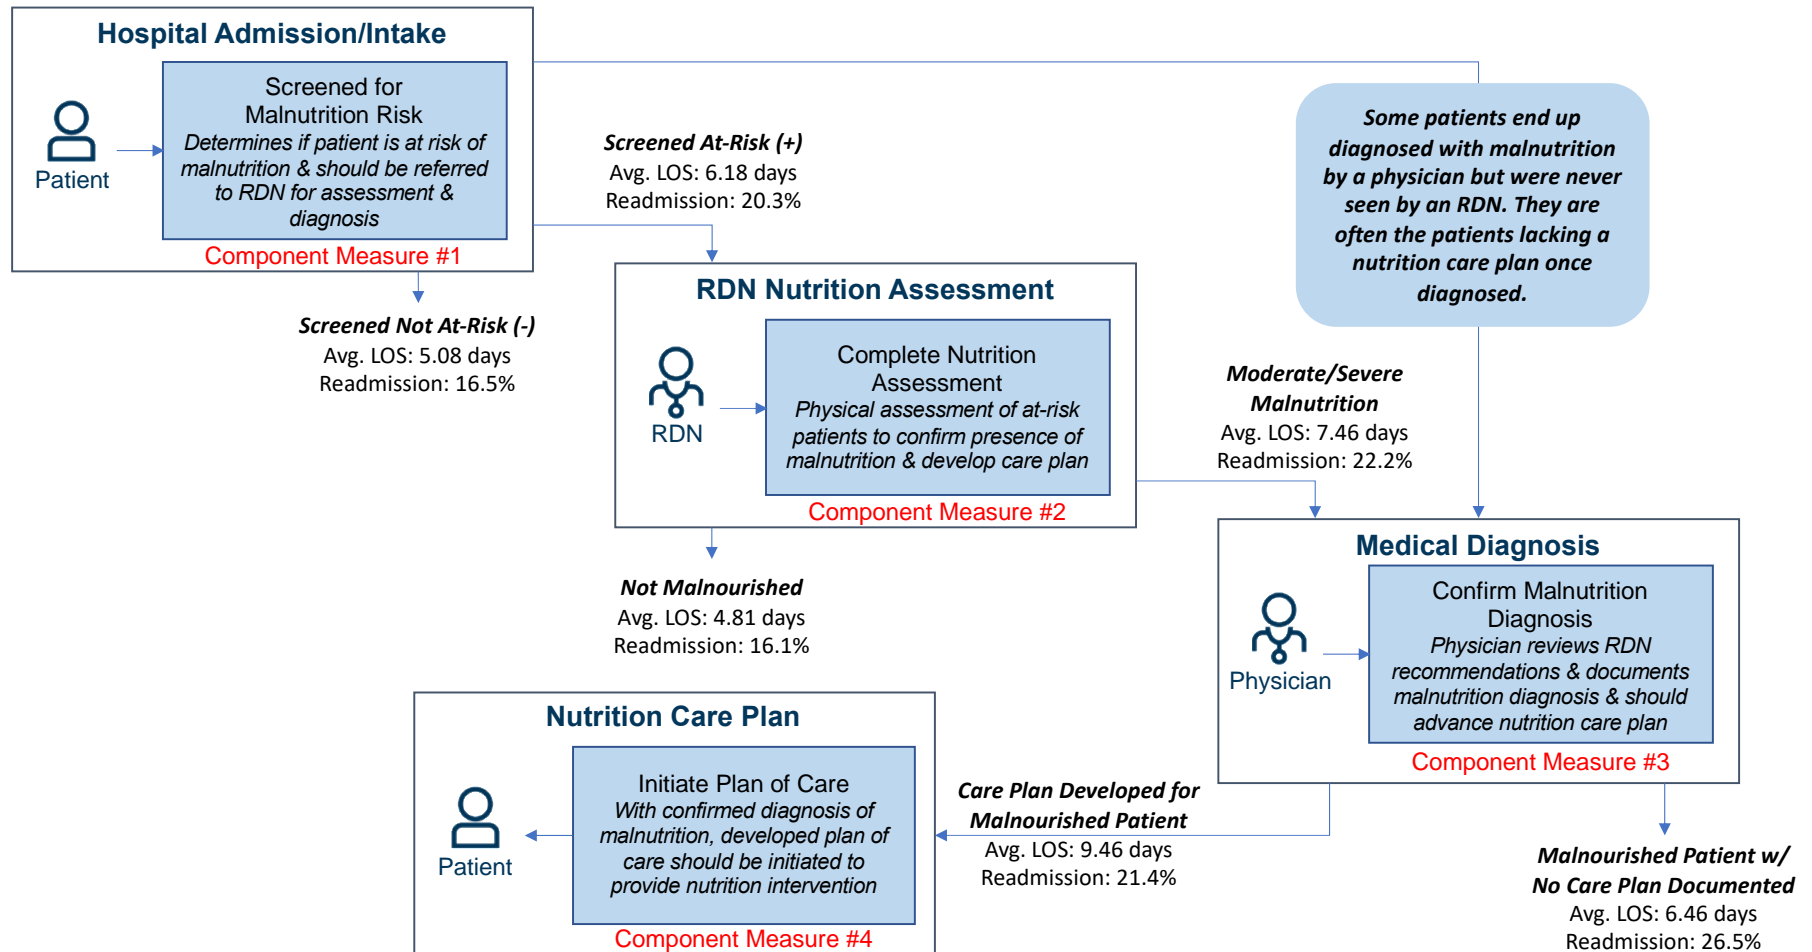 Hospital Admission/Intake
Patient
Screened for
Malnutrition Risk
Determines if patient is at risk of
malnutrition & should be referred
to RDN for assessment &
diagnosis
Component Measure #1
Screened At-Risk (+)
Avg. LOS: 6.18 days
Readmission: 20.3%
Screened Not At-Risk (-)
Avg. LOS: 5.08 days
Readmission: 16.5%
Some patients end up
diagnosed with malnutrition
by a physician but were never
seen by an RDN. They are
often the patients lacking a
nutrition care plan once
diagnosed.
RDN Nutrition Assessment
RDN
Complete Nutrition
Assessment
Physical assessment of at-risk
patients to confirm presence of
malnutrition & develop care plan
Component Measure #2
Moderate/Severe
Malnutrition
Avg. LOS: 7.46 days
Readmission: 22.2%
Not Malnourished
Avg. LOS: 4.81 days
Readmission: 16.1%
Medical Diagnosis
Physician
Confirm Malnutrition
Diagnosis
Physician reviews RDN
recommendations & documents
malnutrition diagnosis & should
advance nutrition care plan
Component Measure #3
Nutrition Care Plan
Patient
Initiate Plan of Care
With confirmed diagnosis of
malnutrition, developed plan of
care should be initiated to
provide nutrition intervention
Component Measure #4
Care Plan Developed for
Malnourished Patient
Avg. LOS: 9.46 days
Readmission: 21.4%
Malnourished Patient w/
No Care Plan Documented
Avg. LOS: 6.46 days
Readmission: 26.5%